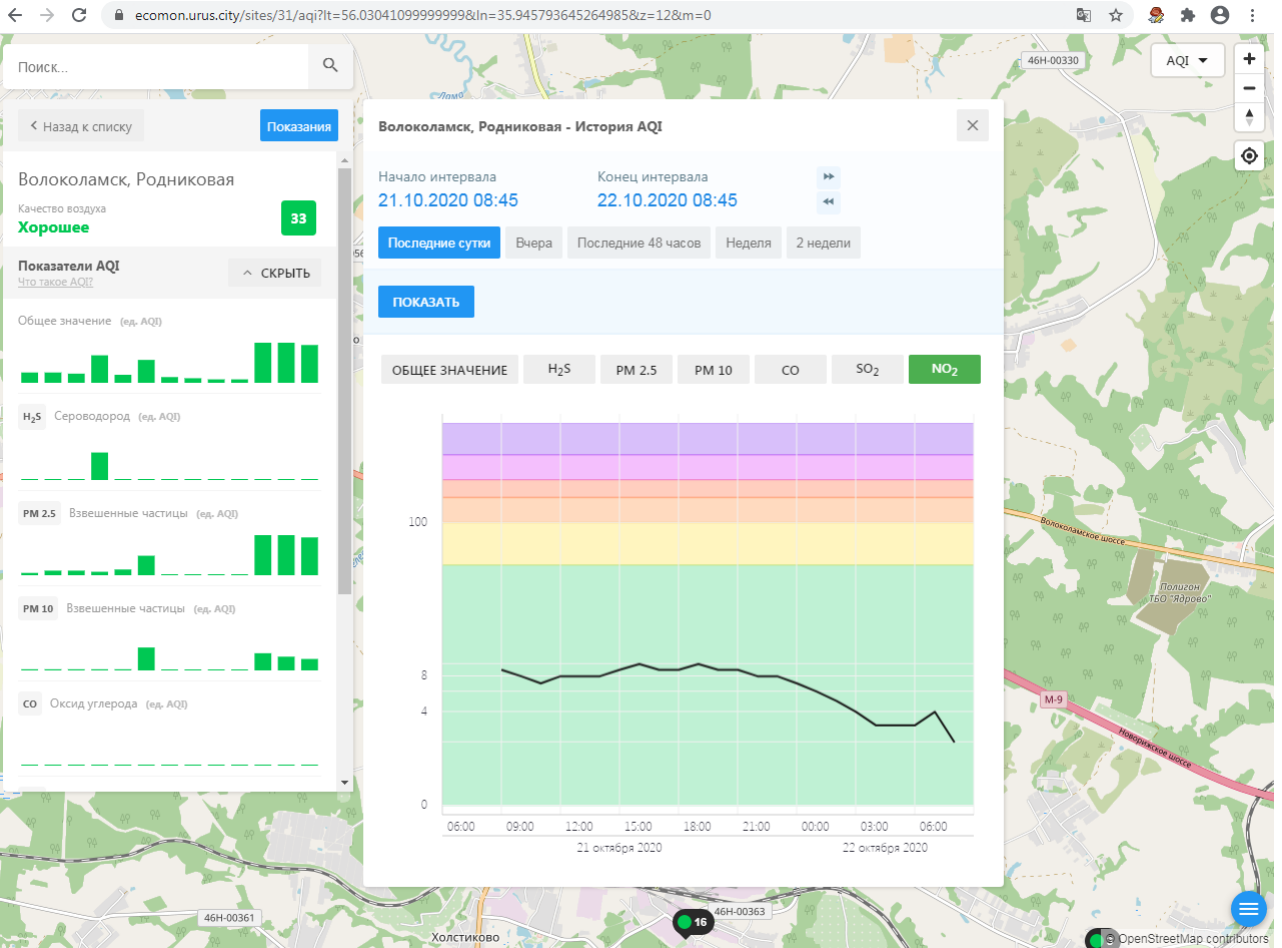 ecomon.urus.city/sites/31/aqi?lt=56.03041099999999&ln=35.945793645264985&z=12&m=0
Поиск...
46Н-00330
AQI
Назад к списку
Показания
Волоколамск, Родниковая - История AQI
Волоколамск, Родниковая
Качество воздуха
Хорошее
33
Показатели AQI
Что такое AQI?
СКРЫТЬ
Общее значение (ед. AQI)
H2S Сероводород (ед. AQI)
PM 2.5 Взвешенные частицы (ед. AQI)
PM 10 Взвешенные частицы (ед. AQI)
CO Оксид углерода (ед. AQI)
Начало интервала
21.10.2020 08:45
Конец интервала
22.10.2020 08:45
Последние сутки
Вчера
Последние 48 часов
Неделя
2 недели
ПОКАЗАТЬ
ОБЩЕЕ ЗНАЧЕНИЕ
H2S
PM 2.5
PM 10
CO
SO2
NO2
100
8
4
0
06:00 09:00 12:00 15:00 18:00 21:00 00:00 03:00 06:00
21 октября 2020 22 октября 2020
Волоколамское шоссе
Полигон
ТБО "Ядрово"
М-9
Новорижское шоссе
46Н-00361
46Н-00363
16
Холстиково
© OpenStreetMap contributors